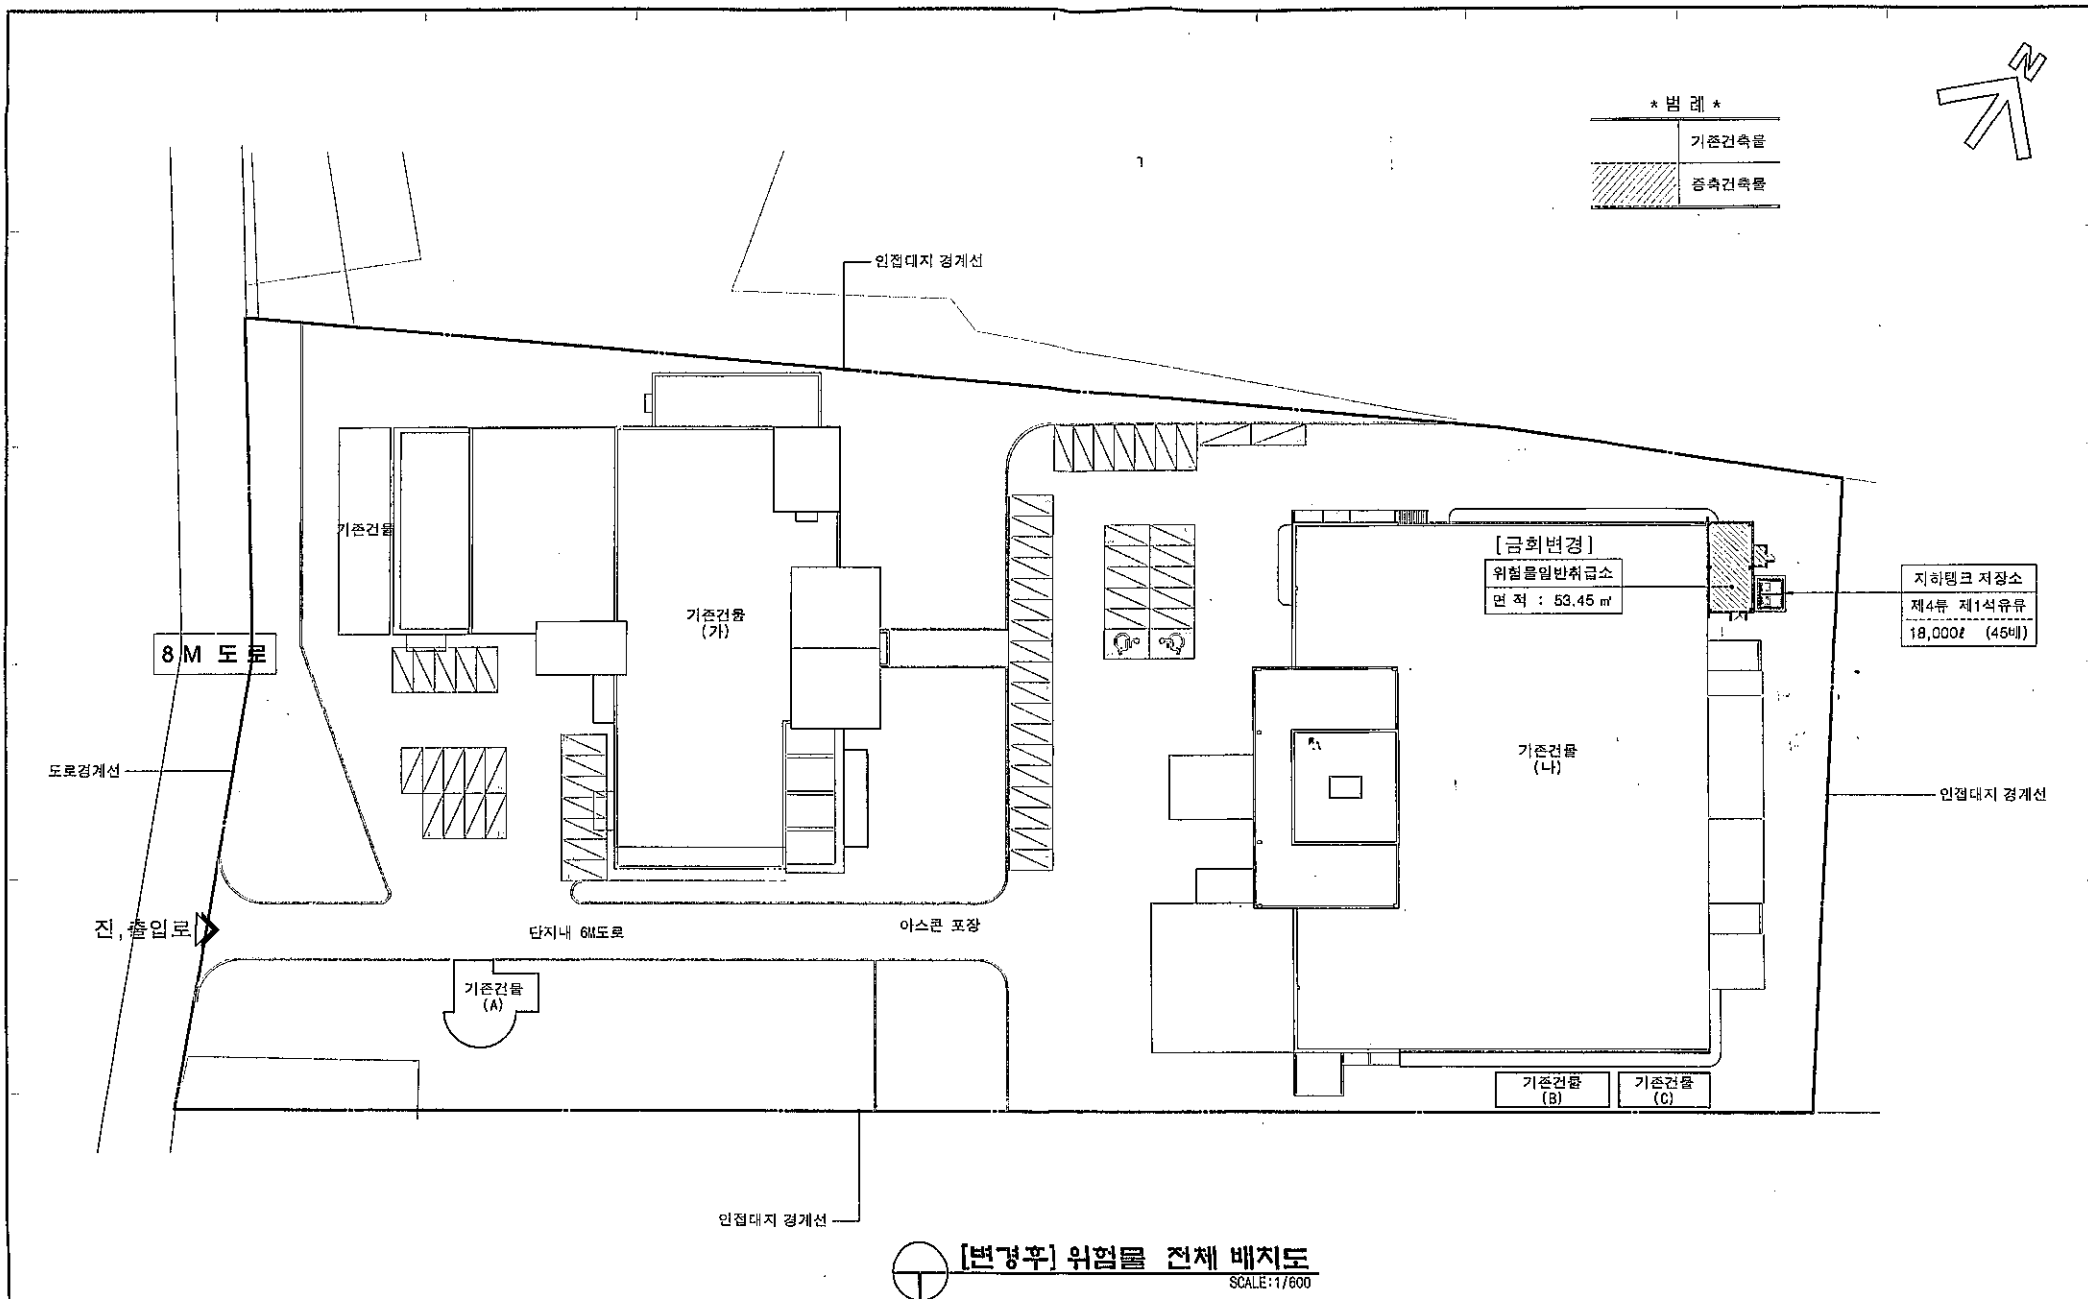 N
* 범 례 *
기존건축물
증축건축물
인접대지 경계선
기존건물
[금회변경]
위험물일반취급소
면 적 : 53.45 ㎡
지하탱크 저장소
제4류 제1석유류
18,000ℓ (45배)
기존건물
(가)
8 M 도 로
기존건물
(나)
도로경계선
인접대지 경계선
진,출입로
단지내 6M도로
아스콘 포장
기존건물
(A)
기존건물
(B)
기존건물
(C)
인접대지 경계선
[변경후] 위험물 전체 배치도
SCALE:1/600